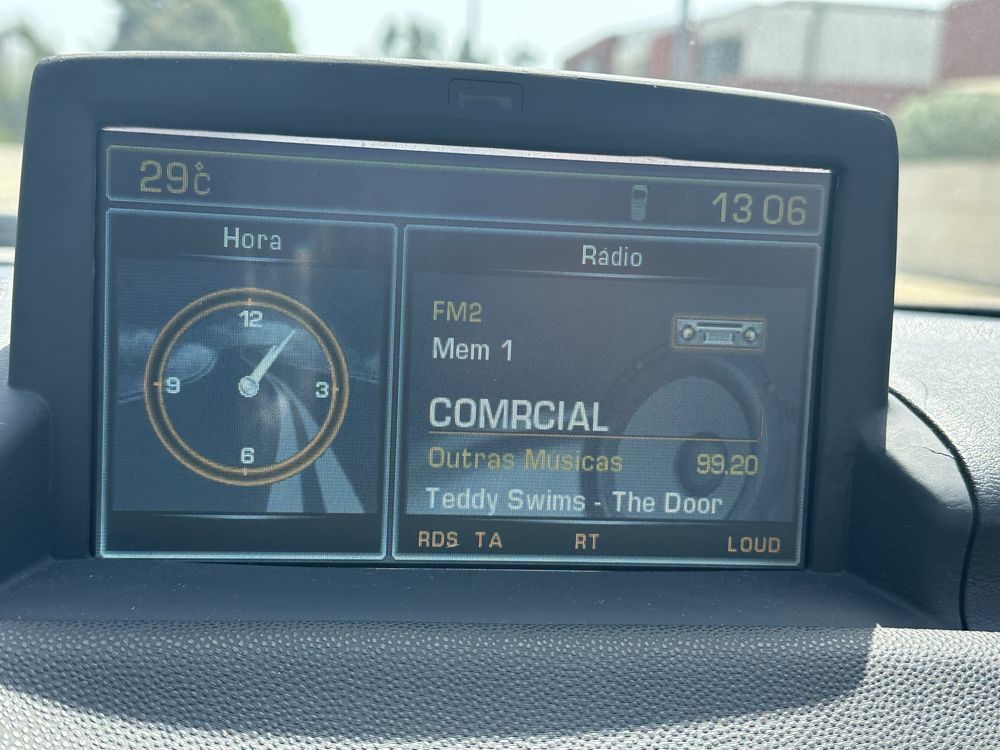 29°C
13 06
Hora
12
9
3
6
Rádio
FM2
Mem 1
COMRCIAL
Outras Músicas 99.20
Teddy Swims - The Door
RDS TA RT LOUD